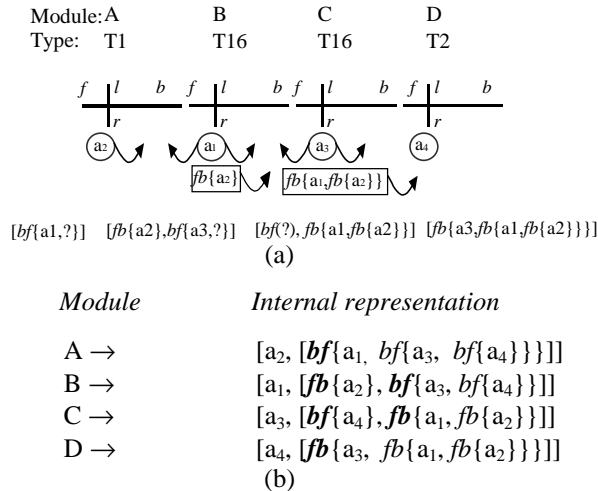 Module: A B C D
Type: T1 T16 T16 T2
f l b f l b f l b f l b
r r r r
a₂ a₁ a₃ a₄
fb{a₂} fb{a₁,fb{a₂}}
[bf{a1,?}] [fb{a2},bf{a3,?}] [bf(?), fb{a1,fb{a2}}] [fb{a3,fb{a1,fb{a2}}}]
(a)
Module Internal representation
A → [a₂, [bf{a₁, bf{a₃, bf{a₄}}}]]
B → [a₁, [fb{a₂}, bf{a₃, bf{a₄}}]]
C → [a₃, [bf{a₄}, fb{a₁, fb{a₂}}]]
D → [a₄, [fb{a₃, fb{a₁, fb{a₂}}}]]
(b)